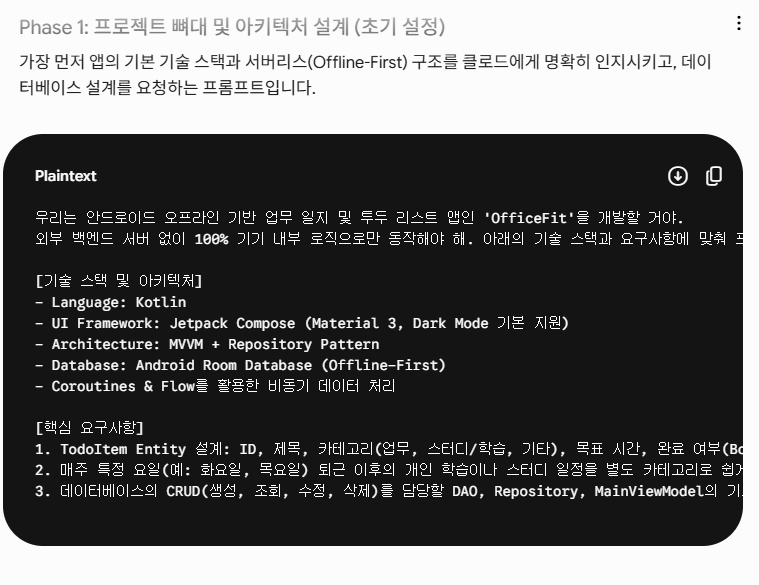 Phase 1: 프로젝트 뼈대 및 아키텍처 설계 (초기 설정)
가장 먼저 앱의 기본 기술 스택과 서버리스(Offline-First) 구조를 클로드에게 명확히 인지시키고, 데이
터베이스 설계를 요청하는 프롬프트입니다.
Plaintext
우리는 안드로이드 오프라인 기반 업무 일지 및 투두 리스트 앱인 'OfficeFit'을 개발할 거야.
외부 백엔드 서버 없이 100% 기기 내부 로직으로만 동작해야 해. 아래의 기술 스택과 요구사항에 맞춰
[기술 스택 및 아키텍처]
- Language: Kotlin
- UI Framework: Jetpack Compose (Material 3, Dark Mode 기본 지원)
- Architecture: MVVM + Repository Pattern
- Database: Android Room Database (Offline-First)
- Coroutines & Flow를 활용한 비동기 데이터 처리
[핵심 요구사항]
1. TodoItem Entity 설계: ID, 제목, 카테고리(업무, 스터디/학습, 기타), 목표 시간, 완료 여부(Bo
2. 매주 특정 요일(예: 화요일, 목요일) 퇴근 이후의 개인 학습이나 스터디 일정을 별도 카테고리로 쉽게
3. 데이터베이스의 CRUD(생성, 조회, 수정, 삭제)를 담당할 DAO, Repository, MainViewModel의